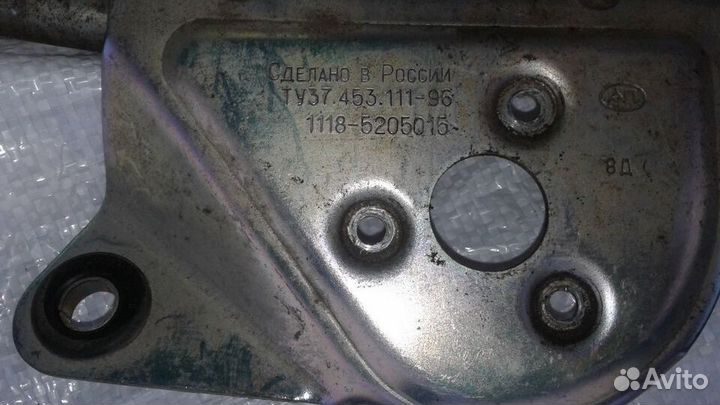 Сделано в России
ТУ37.453.111-96
1118-5205015
8Д
Avito